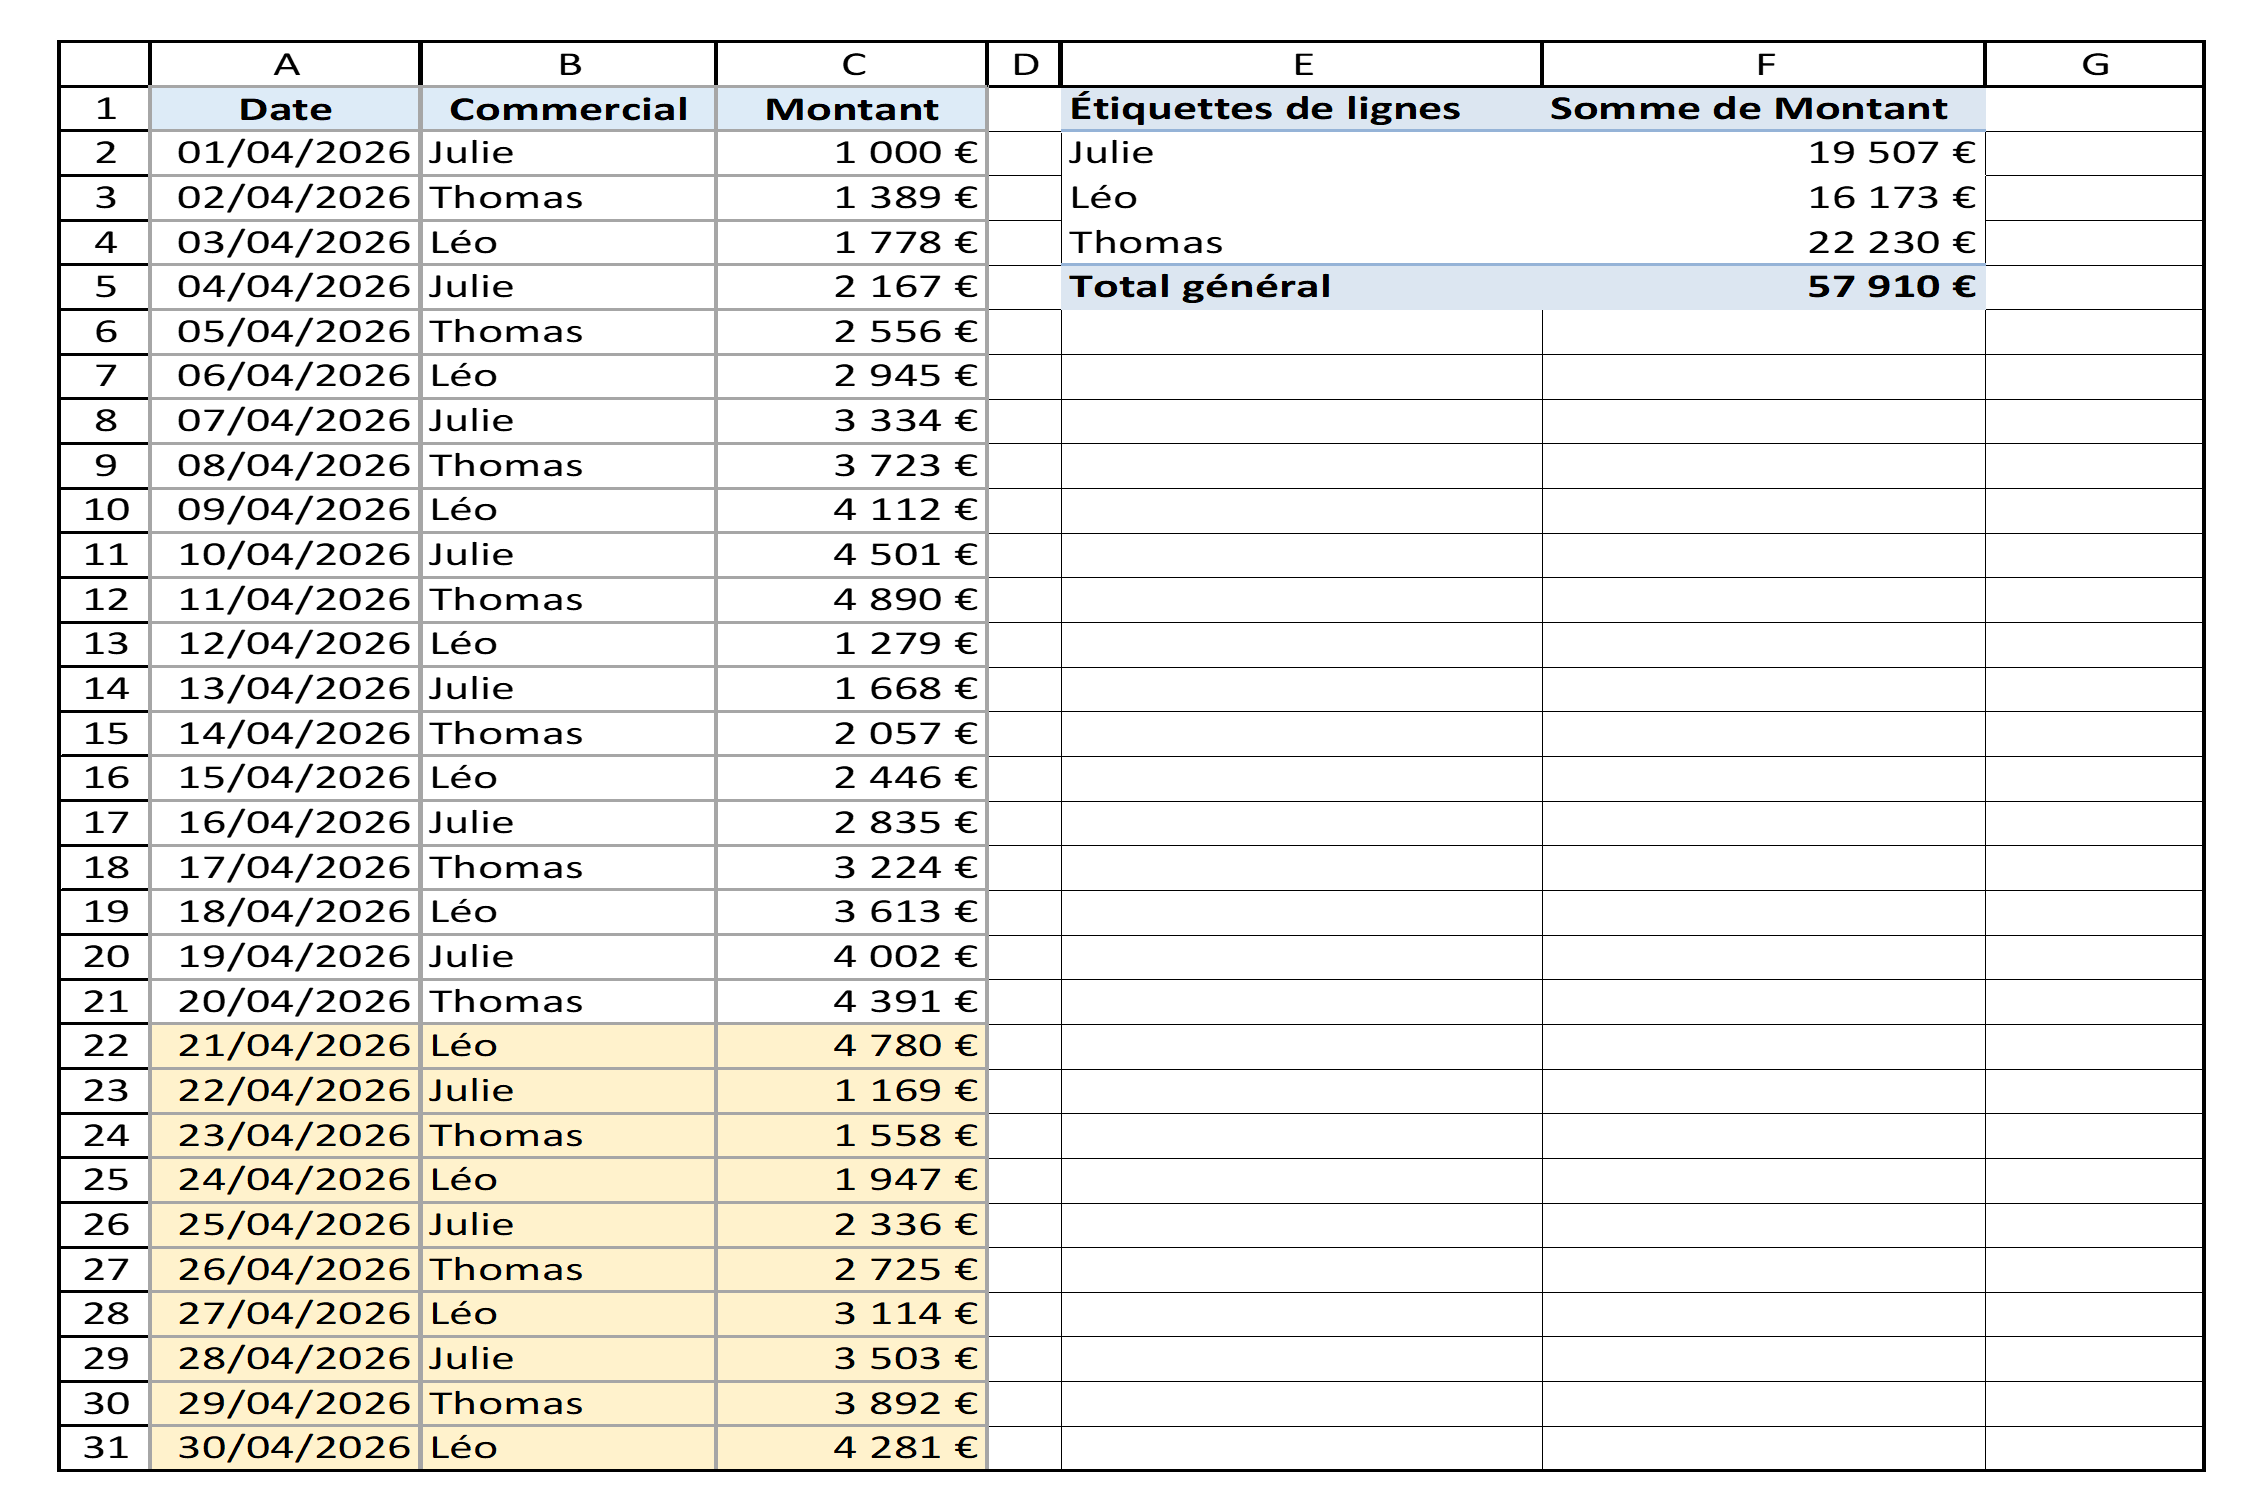 A B C D E F G
1 Date Commercial Montant Étiquettes de lignes Somme de Montant
2 01/04/2026 Julie 1 000 € Julie 19 507 €
3 02/04/2026 Thomas 1 389 € Léo 16 173 €
4 03/04/2026 Léo 1 778 € Thomas 22 230 €
5 04/04/2026 Julie 2 167 € Total général 57 910 €
6 05/04/2026 Thomas 2 556 €
7 06/04/2026 Léo 2 945 €
8 07/04/2026 Julie 3 334 €
9 08/04/2026 Thomas 3 723 €
10 09/04/2026 Léo 4 112 €
11 10/04/2026 Julie 4 501 €
12 11/04/2026 Thomas 4 890 €
13 12/04/2026 Léo 1 279 €
14 13/04/2026 Julie 1 668 €
15 14/04/2026 Thomas 2 057 €
16 15/04/2026 Léo 2 446 €
17 16/04/2026 Julie 2 835 €
18 17/04/2026 Thomas 3 224 €
19 18/04/2026 Léo 3 613 €
20 19/04/2026 Julie 4 002 €
21 20/04/2026 Thomas 4 391 €
22 21/04/2026 Léo 4 780 €
23 22/04/2026 Julie 1 169 €
24 23/04/2026 Thomas 1 558 €
25 24/04/2026 Léo 1 947 €
26 25/04/2026 Julie 2 336 €
27 26/04/2026 Thomas 2 725 €
28 27/04/2026 Léo 3 114 €
29 28/04/2026 Julie 3 503 €
30 29/04/2026 Thomas 3 892 €
31 30/04/2026 Léo 4 281 €